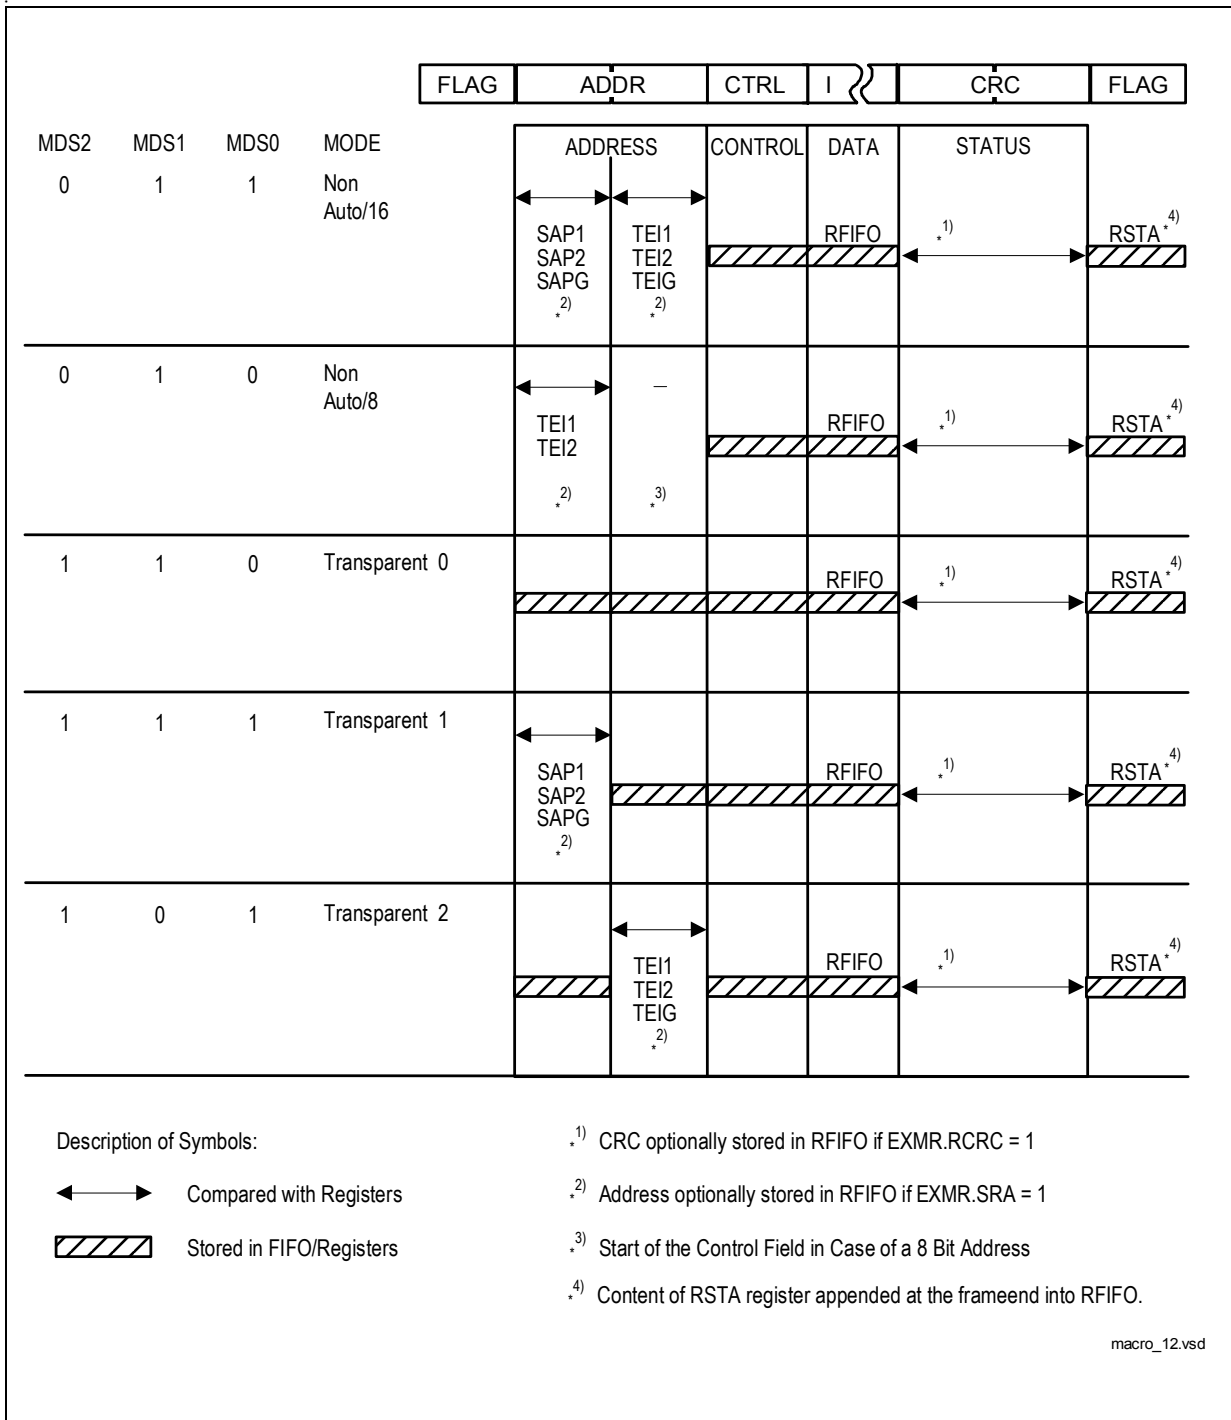 FLAG ADDR CTRL I CRC FLAG
MDS2 MDS1 MDS0 MODE ADDRESS CONTROL DATA STATUS
0 1 1 Non
Auto/16
SAP1 TEI1 RFIFO *1) RSTA*4)
SAP2 TEI2
SAPG TEIG
*2) *2)
0 1 0 Non –
Auto/8
TEI1 RFIFO *1) RSTA*4)
TEI2
*2) *3)
1 1 0 Transparent 0
RFIFO *1) RSTA*4)
1 1 1 Transparent 1
SAP1 RFIFO *1) RSTA*4)
SAP2
SAPG
*2)
1 0 1 Transparent 2
TEI1 RFIFO *1) RSTA*4)
TEI2
TEIG
*2)
Description of Symbols: *1) CRC optionally stored in RFIFO if EXMR.RCRC = 1
Compared with Registers *2) Address optionally stored in RFIFO if EXMR.SRA = 1
Stored in FIFO/Registers *3) Start of the Control Field in Case of a 8 Bit Address
*4) Content of RSTA register appended at the frameend into RFIFO.
macro_12.vsd